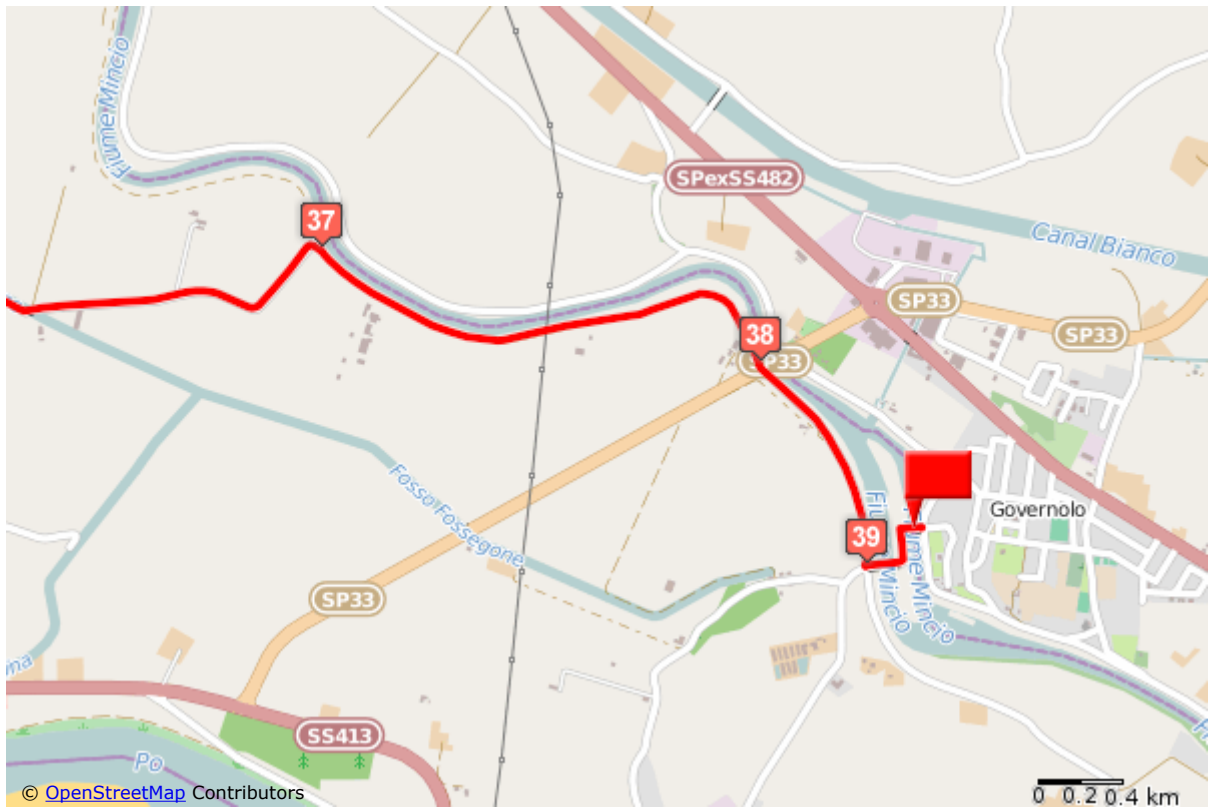 Fiume Mincio
SPexSS482
37
Canal Bianco
SP33
38
SP33
SP33
Fosso Fossegone
Governolo
39
Fiume Mincio
SP33
SS413
Po
© OpenStreetMap Contributors
0 0.2 0.4 km